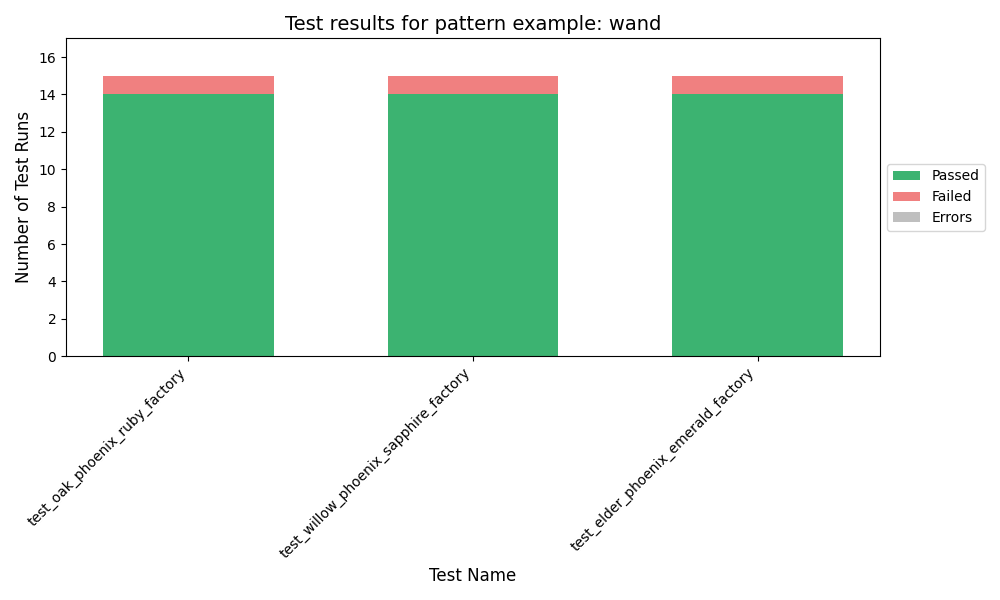 Test results for pattern example: wand
Number of Test Runs
16
14
12
10
8
6
4
2
0
Passed
Failed
Errors
test_oak_phoenix_ruby_factory
test_willow_phoenix_sapphire_factory
test_elder_phoenix_emerald_factory
Test Name